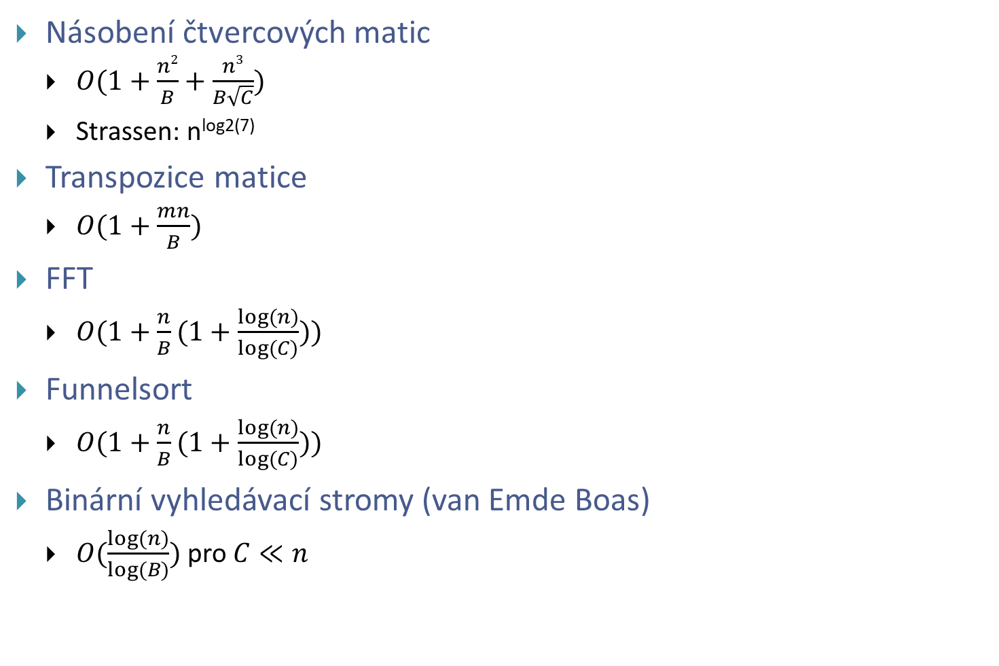 Násobení čtvercových matic
$O(1 + \frac{n^2}{B} + \frac{n^3}{B\sqrt{C}})$
Strassen: n^{log2(7)}
Transpozice matice
$O(1 + \frac{mn}{B})$
FFT
$O(1 + \frac{n}{B}(1 + \frac{\log(n)}{\log(C)}))$
Funnelsort
$O(1 + \frac{n}{B}(1 + \frac{\log(n)}{\log(C)}))$
Binární vyhledávací stromy (van Emde Boas)
$O(\frac{\log(n)}{\log(B)})$ pro $C \ll n$